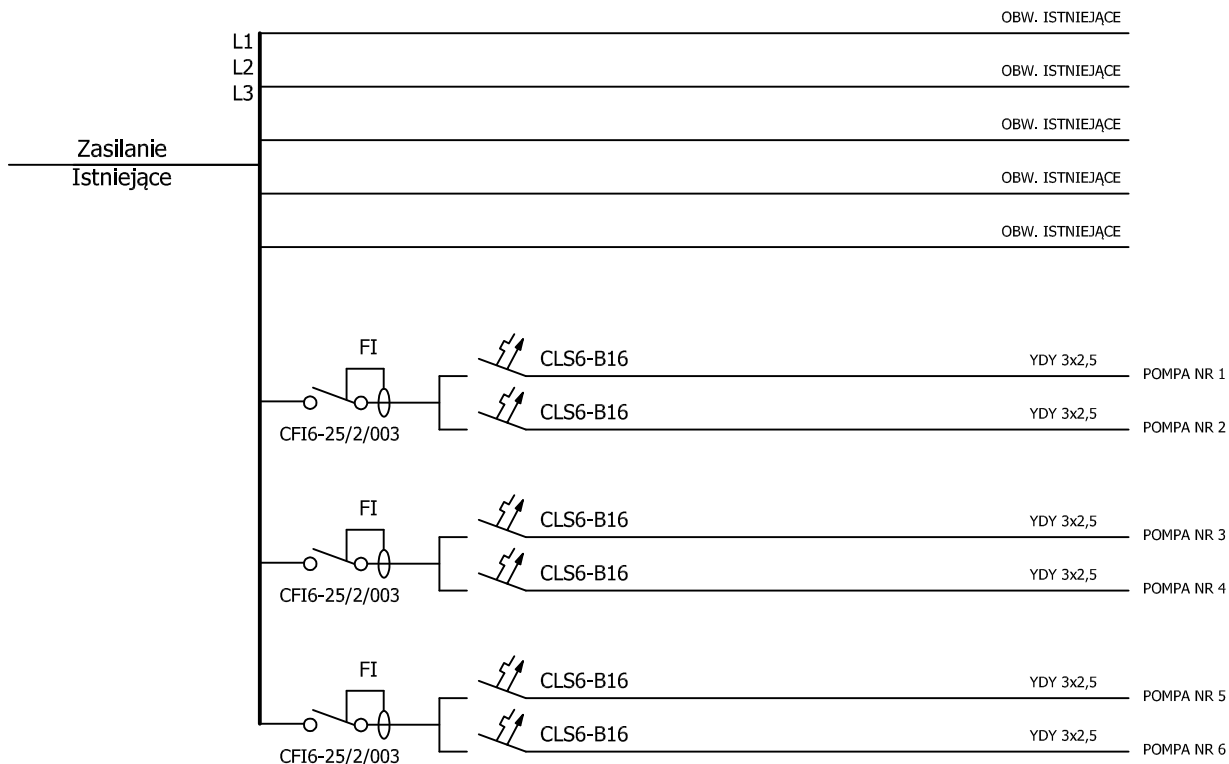 OBW. ISTNIEJĄCE
L1
L2
L3
OBW. ISTNIEJĄCE
OBW. ISTNIEJĄCE
Zasilanie
Istniejące
OBW. ISTNIEJĄCE
OBW. ISTNIEJĄCE
FI
CLS6-B16
YDY 3x2,5
POMPA NR 1
CFI6-25/2/003
CLS6-B16
YDY 3x2,5
POMPA NR 2
FI
CLS6-B16
YDY 3x2,5
POMPA NR 3
CFI6-25/2/003
CLS6-B16
YDY 3x2,5
POMPA NR 4
FI
CLS6-B16
YDY 3x2,5
POMPA NR 5
CFI6-25/2/003
CLS6-B16
YDY 3x2,5
POMPA NR 6